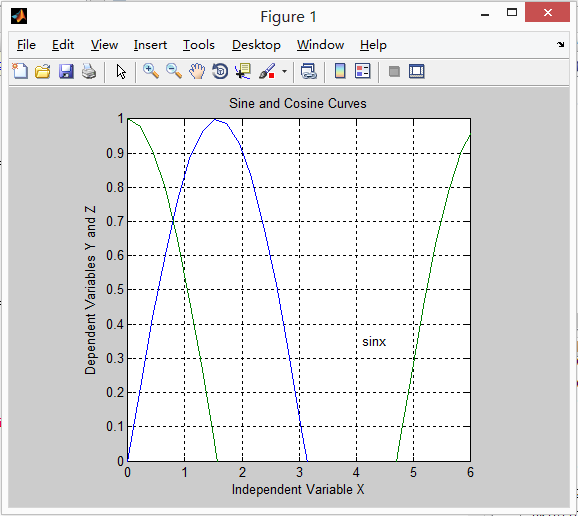 Figure 1
File Edit View Insert Tools Desktop Window Help
Sine and Cosine Curves
1
0.9
0.8
0.7
0.6
0.5
0.4
0.3
0.2
0.1
0
Dependent Variables Y and Z
sinx
0 1 2 3 4 5 6
Independent Variable X